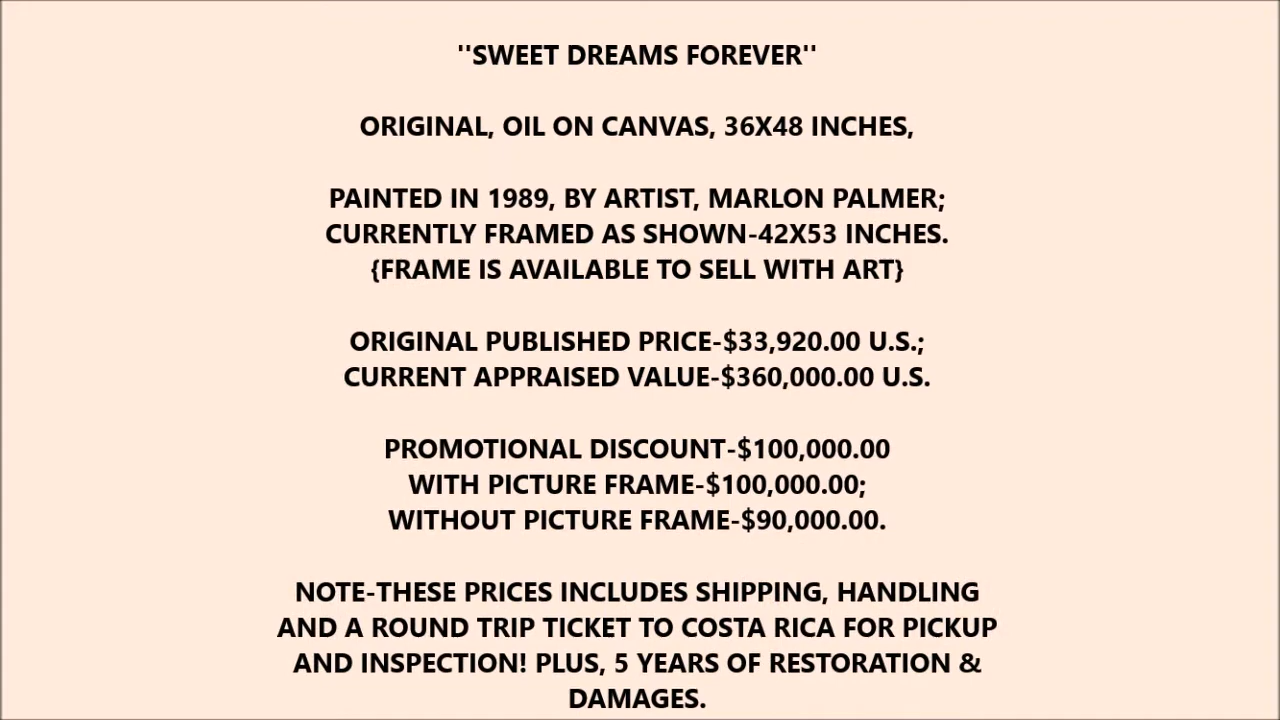 ''SWEET DREAMS FOREVER''
ORIGINAL, OIL ON CANVAS, 36X48 INCHES,
PAINTED IN 1989, BY ARTIST, MARLON PALMER;
CURRENTLY FRAMED AS SHOWN-42X53 INCHES.
{FRAME IS AVAILABLE TO SELL WITH ART}
ORIGINAL PUBLISHED PRICE-$33,920.00 U.S.;
CURRENT APPRAISED VALUE-$360,000.00 U.S.
PROMOTIONAL DISCOUNT-$100,000.00
WITH PICTURE FRAME-$100,000.00;
WITHOUT PICTURE FRAME-$90,000.00.
NOTE-THESE PRICES INCLUDES SHIPPING, HANDLING
AND A ROUND TRIP TICKET TO COSTA RICA FOR PICKUP
AND INSPECTION! PLUS, 5 YEARS OF RESTORATION &
DAMAGES.